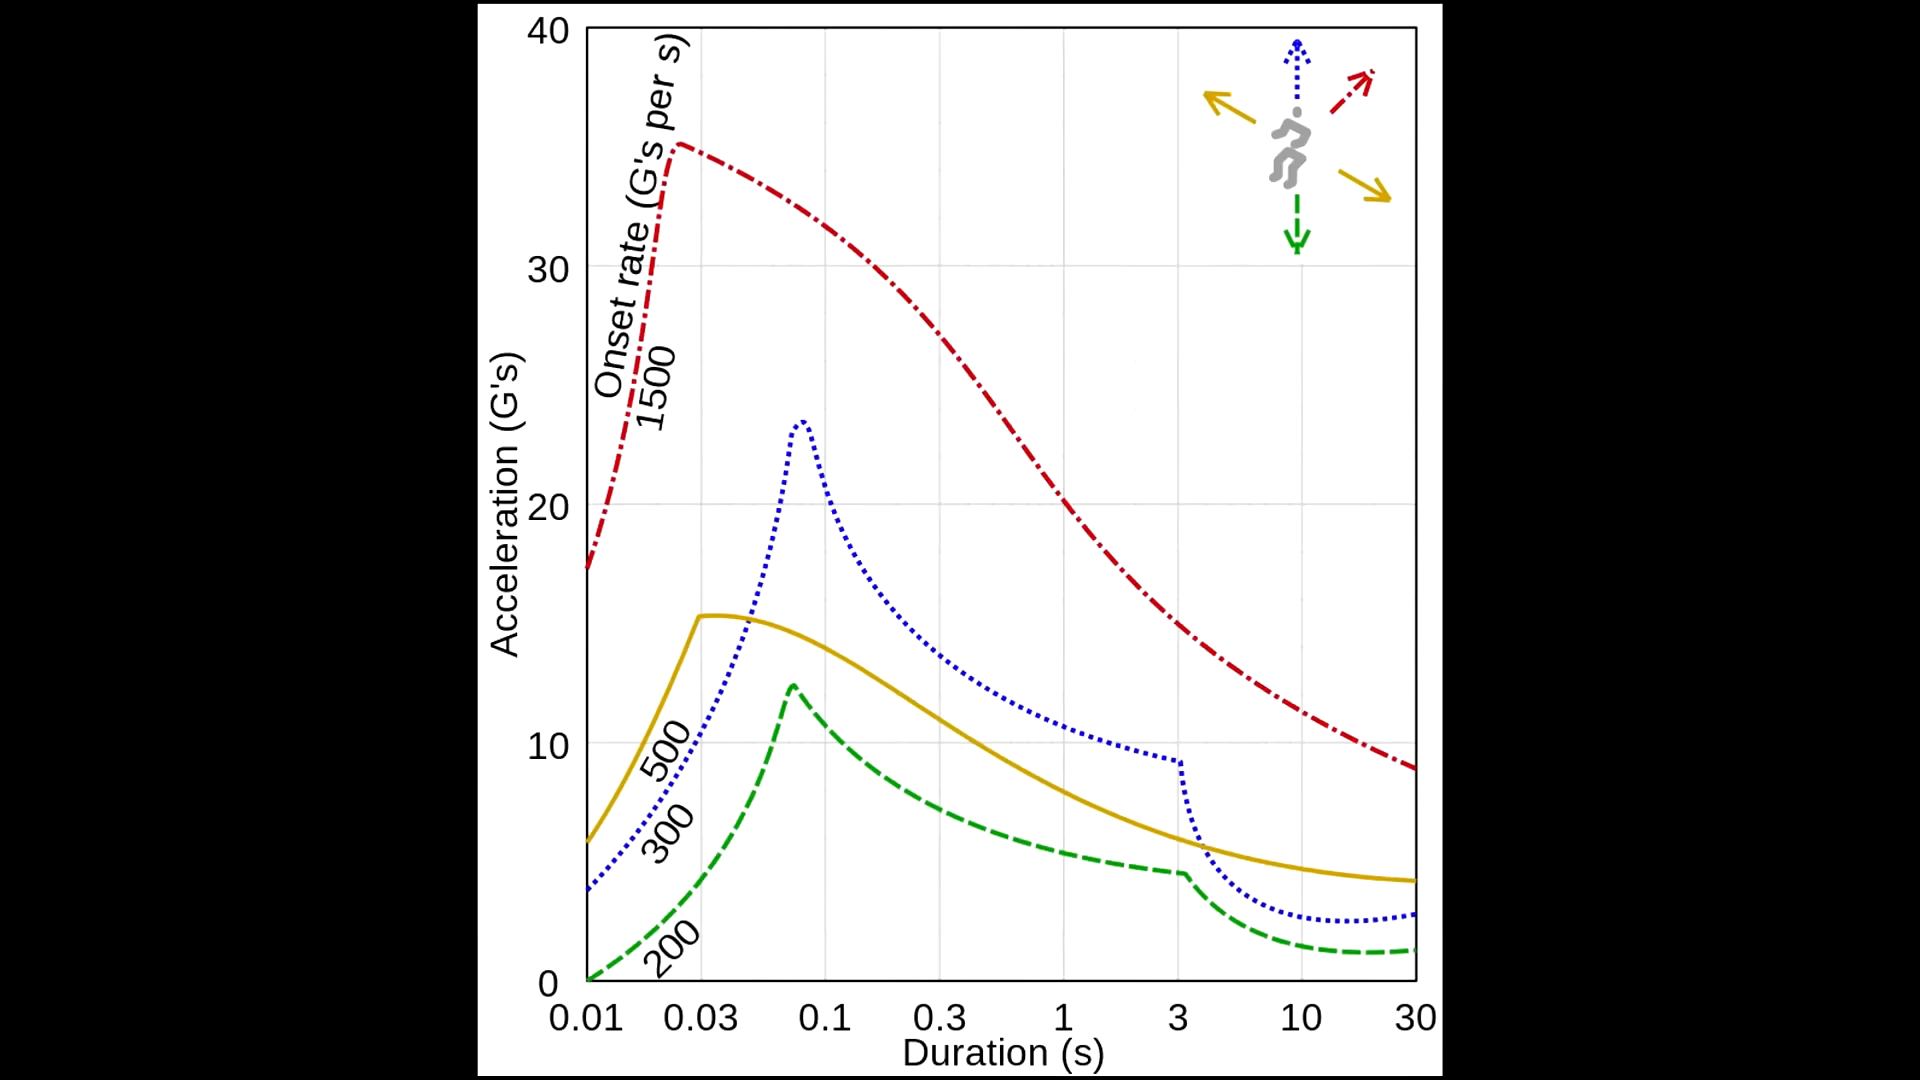 40
30
20
10
0
Acceleration (G's)
Onset rate (G's per s)
1500
500
300
200
0.01 0.03 0.1 0.3 1 3 10 30
Duration (s)